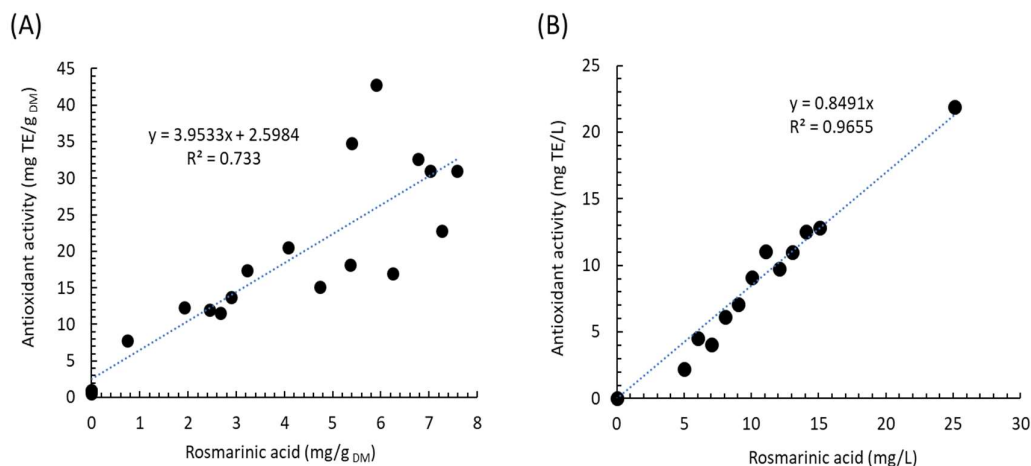 (A)
Antioxidant activity (mg TE/g DM)
45
40
35
30
25
20
15
10
5
0
y = 3.9533x + 2.5984
R² = 0.733
0 1 2 3 4 5 6 7 8
Rosmarinic acid (mg/g DM)
(B)
Antioxidant activity (mg TE/L)
25
20
15
10
5
0
y = 0.8491x
R² = 0.9655
0 5 10 15 20 25 30
Rosmarinic acid (mg/L)